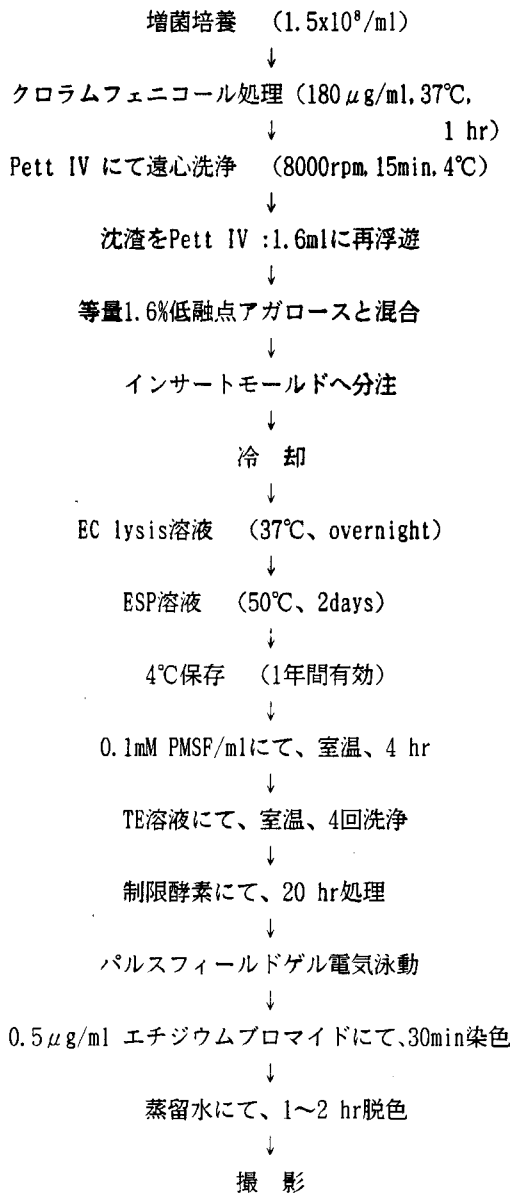 増菌培養 (1.5x10⁸/ml)
↓
クロラムフェニコール処理 (180μg/ml,37℃,
↓ 1 hr)
Pett IV にて遠心洗浄 (8000rpm,15min,4℃)
↓
沈渣をPett IV :1.6mlに再浮遊
↓
等量1.6%低融点アガロースと混合
↓
インサートモールドへ分注
↓
冷 却
↓
EC lysis溶液 (37℃、overnight)
↓
ESP溶液 (50℃、2days)
↓
4℃保存 (1年間有効)
↓
0.1mM PMSF/mlにて、室温、4 hr
↓
TE溶液にて、室温、4回洗浄
↓
制限酵素にて、20 hr処理
↓
パルスフィールドゲル電気泳動
↓
0.5μg/ml エチジウムブロマイドにて、30min染色
↓
蒸留水にて、1〜2 hr脱色
↓
撮 影